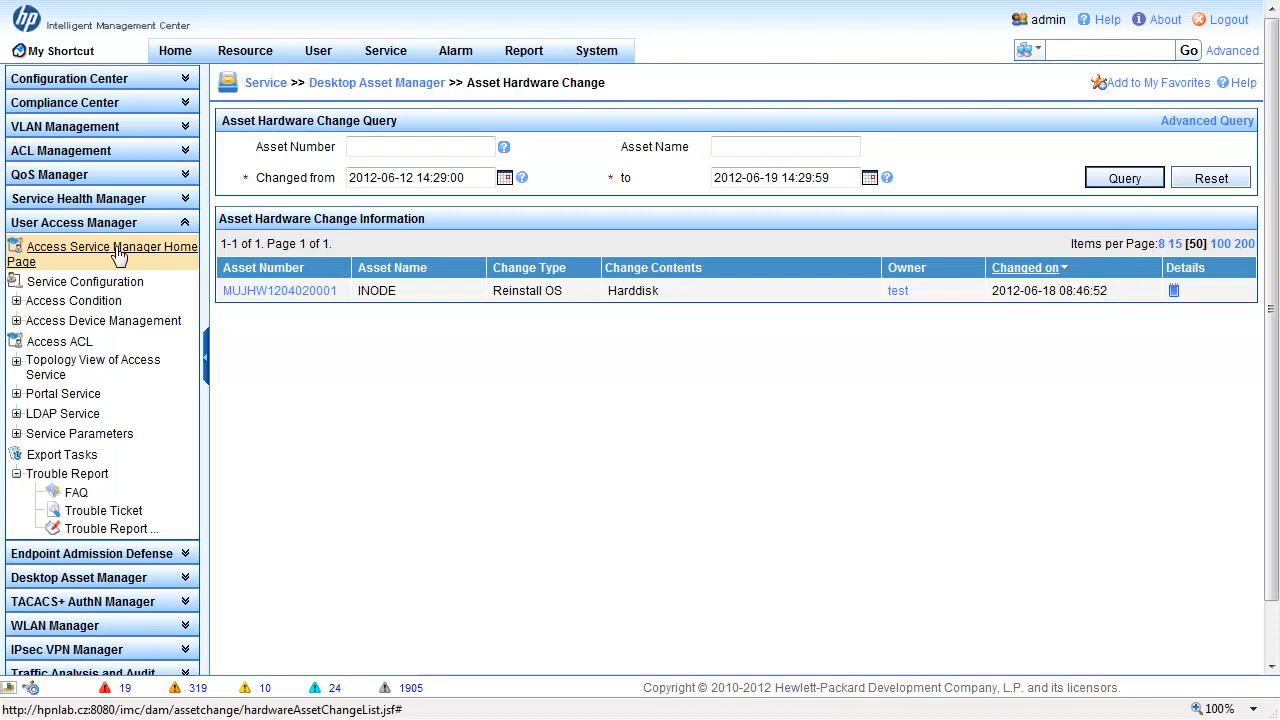 hp Intelligent Management Center
admin Help About Logout
My Shortcut Home Resource User Service Alarm Report System Go Advanced
Configuration Center
Compliance Center
VLAN Management
ACL Management
QoS Manager
Service Health Manager
User Access Manager
Access Service Manager Home
Page
Service Configuration
Access Condition
Access Device Management
Access ACL
Topology View of Access
Service
Portal Service
LDAP Service
Service Parameters
Export Tasks
Trouble Report
FAQ
Trouble Ticket
Trouble Report ...
Endpoint Admission Defense
Desktop Asset Manager
TACACS+ AuthN Manager
WLAN Manager
IPsec VPN Manager
Traffic Analysis and Audit
Service >> Desktop Asset Manager >> Asset Hardware Change Add to My Favorites Help
Asset Hardware Change Query Advanced Query
Asset Number Asset Name
* Changed from 2012-06-12 14:29:00 * to 2012-06-19 14:29:59 Query Reset
Asset Hardware Change Information
1-1 of 1. Page 1 of 1. Items per Page:8 15 [50] 100 200
Asset Number Asset Name Change Type Change Contents Owner Changed on Details
MUJHW1204020001 INODE Reinstall OS Harddisk test 2012-06-18 08:46:52
19 319 10 24 1905 Copyright © 2010-2012 Hewlett-Packard Development Company, L.P. and its licensors.
http://hpnlab.cz:8080/imc/dam/assetchange/hardwareAssetChangeList.jsf# 100%